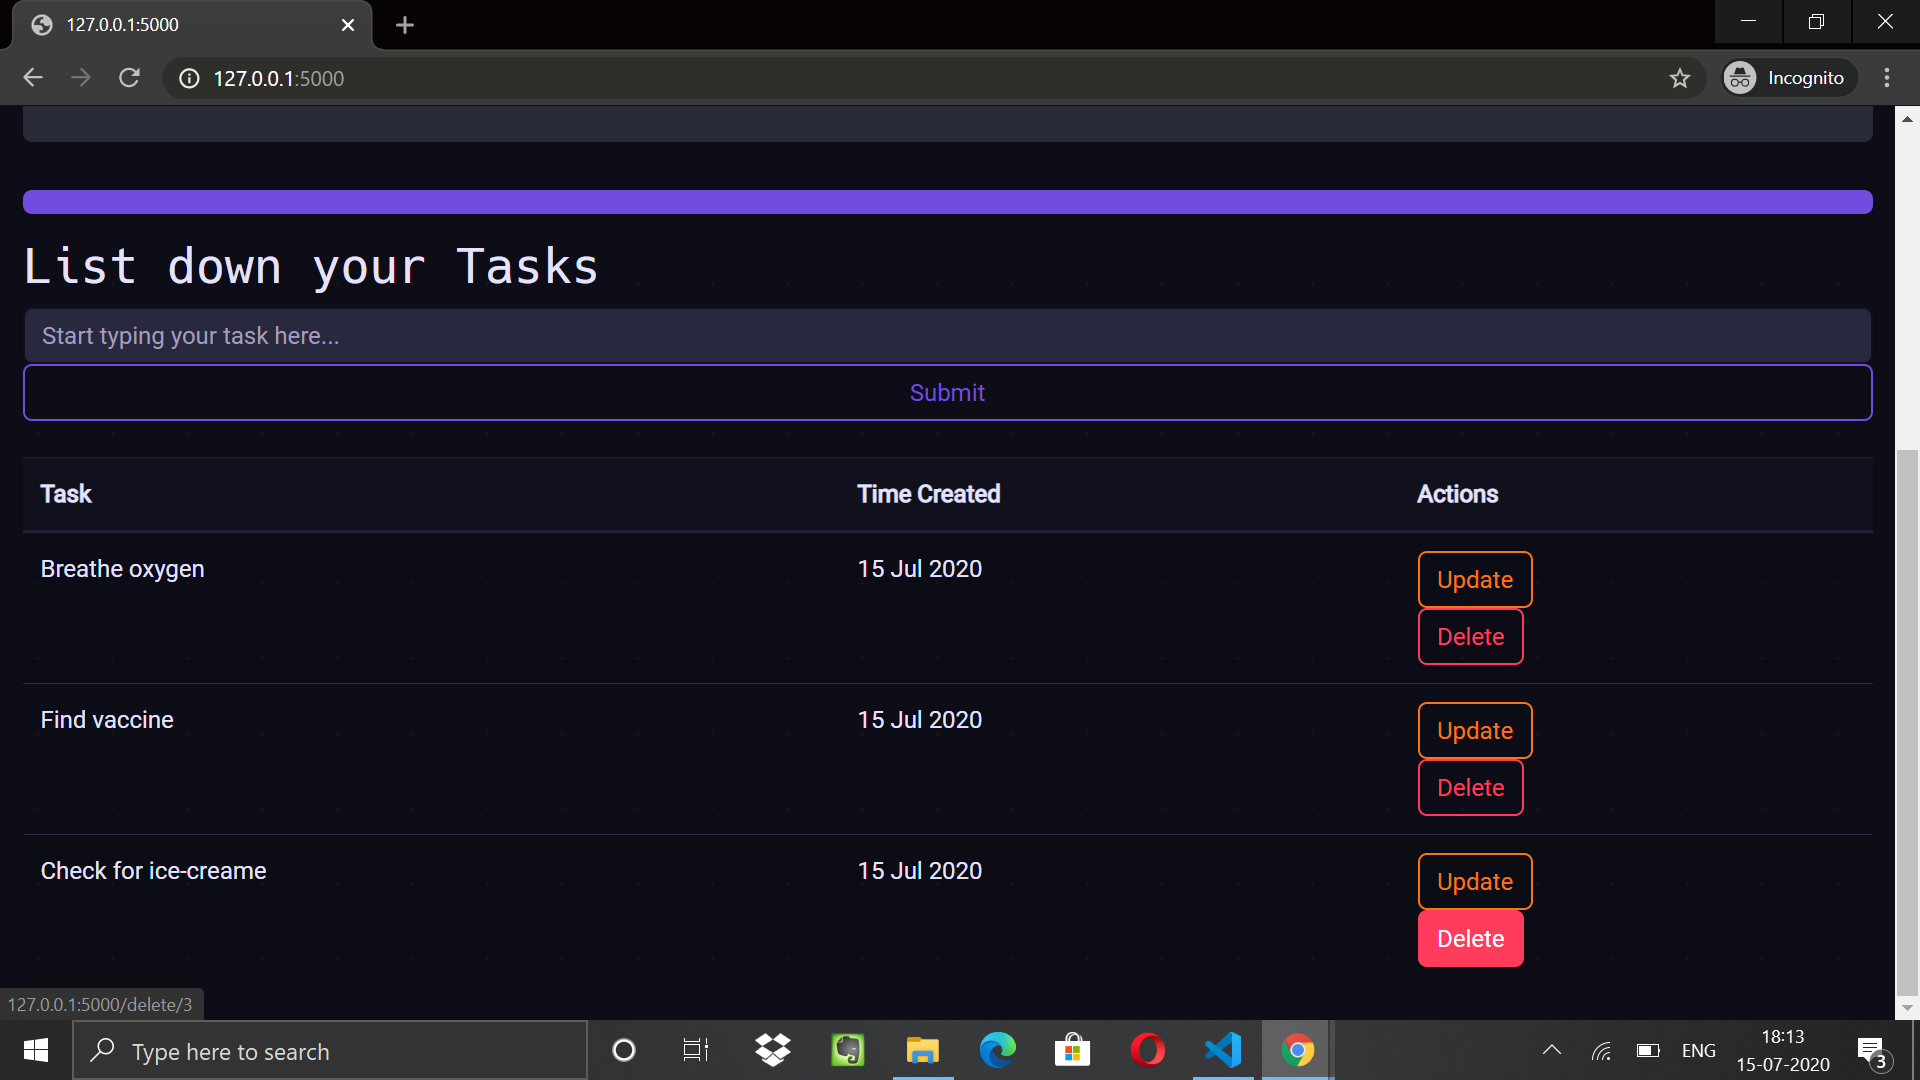 127.0.0.1:5000
127.0.0.1:5000
Incognito
List down your Tasks
Start typing your task here...
Submit
Task Time Created Actions
Breathe oxygen 15 Jul 2020 Update
Delete
Find vaccine 15 Jul 2020 Update
Delete
Check for ice-creame 15 Jul 2020 Update
Delete
127.0.0.1:5000/delete/3
Type here to search
ENG
18:13
15-07-2020
3